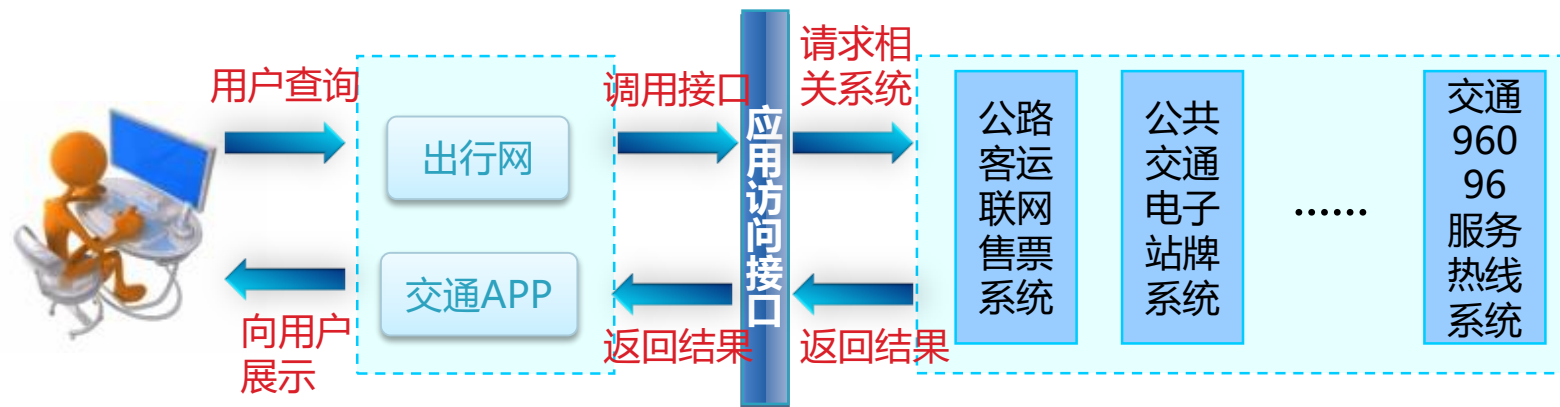 用户查询
出行网
交通APP
向用户
展示
调用接口
返回结果
应用访问接口
请求相
关系统
返回结果
公路
客运
联网
售票
系统
公共
交通
电子
站牌
系统
……
交通
960
96
服务
热线
系统